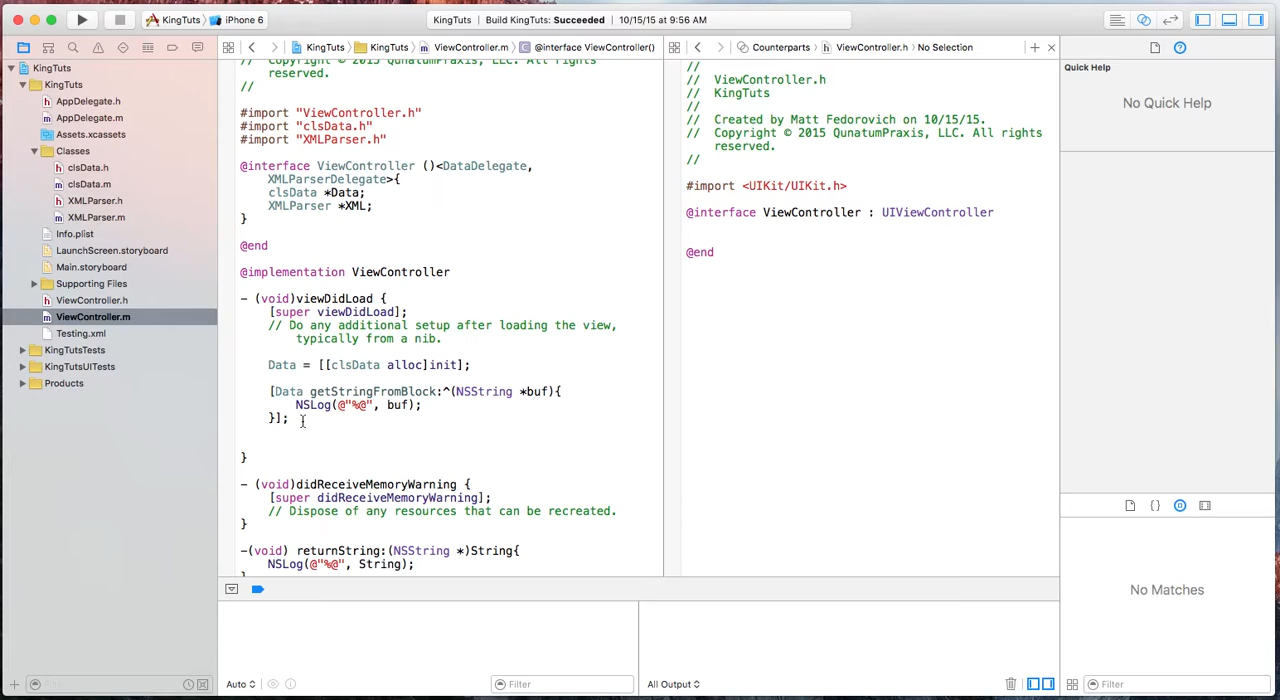 KingTuts iPhone 6
KingTuts Build KingTuts: Succeeded 10/15/15 at 9:56 AM
KingTuts KingTuts ViewController.m @interface ViewController()
Counterparts ViewController.h No Selection
KingTuts
KingTuts
AppDelegate.h
AppDelegate.m
Assets.xcassets
Classes
clsData.h
clsData.m
XMLParser.h
XMLParser.m
Info.plist
LaunchScreen.storyboard
Main.storyboard
Supporting Files
ViewController.h
ViewController.m
Testing.xml
KingTutsTests
KingTutsUITests
Products
// Copyright © 2015 QunatumPraxis, LLC. All rights
reserved.
//
#import "ViewController.h"
#import "clsData.h"
#import "XMLParser.h"
@interface ViewController ()<DataDelegate,
XMLParserDelegate>{
clsData *Data;
XMLParser *XML;
}
@end
@implementation ViewController
- (void)viewDidLoad {
[super viewDidLoad];
// Do any additional setup after loading the view,
typically from a nib.
Data = [[clsData alloc]init];
[Data getStringFromBlock:^(NSString *buf){
NSLog(@"%@", buf);
}];
}
- (void)didReceiveMemoryWarning {
[super didReceiveMemoryWarning];
// Dispose of any resources that can be recreated.
}
-(void) returnString:(NSString *)String{
NSLog(@"%@", String);
//
// ViewController.h
// KingTuts
//
// Created by Matt Fedorovich on 10/15/15.
// Copyright © 2015 QunatumPraxis, LLC. All rights
reserved.
//
#import <UIKit/UIKit.h>
@interface ViewController : UIViewController
@end
Quick Help
No Quick Help
No Matches
Auto
Filter
All Output
Filter